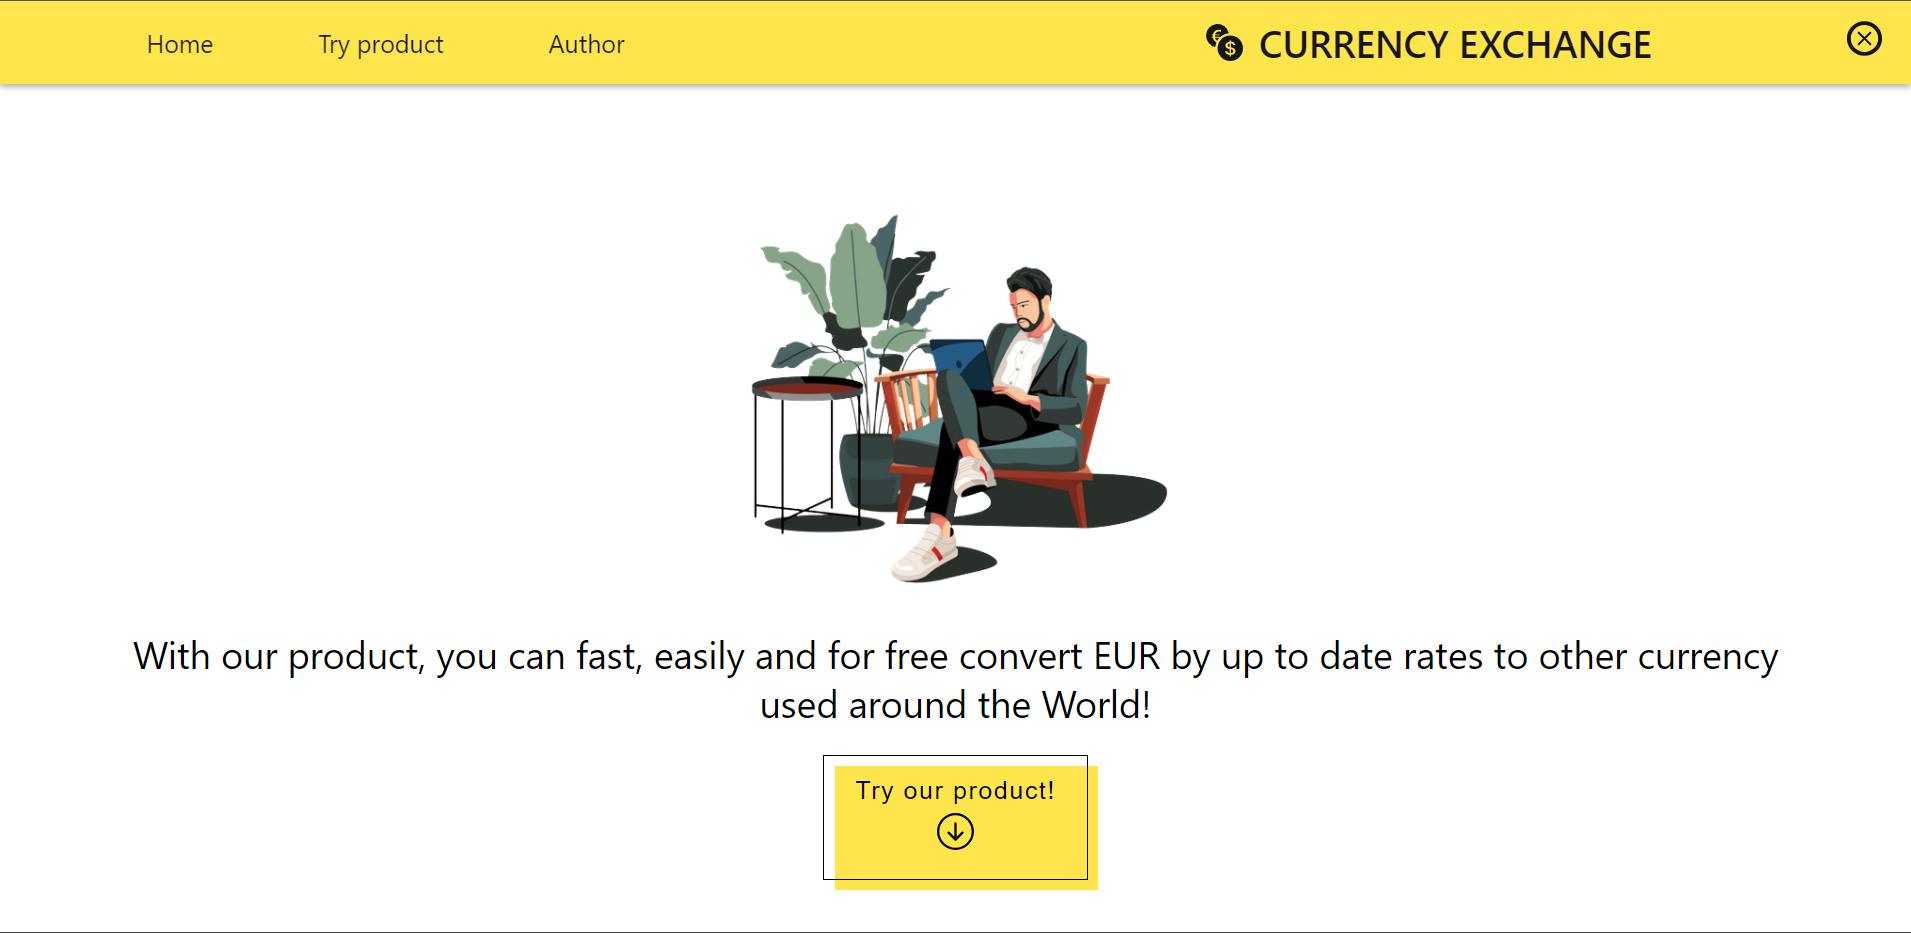 Home Try product Author CURRENCY EXCHANGE
With our product, you can fast, easily and for free convert EUR by up to date rates to other currency
used around the World!
Try our product!